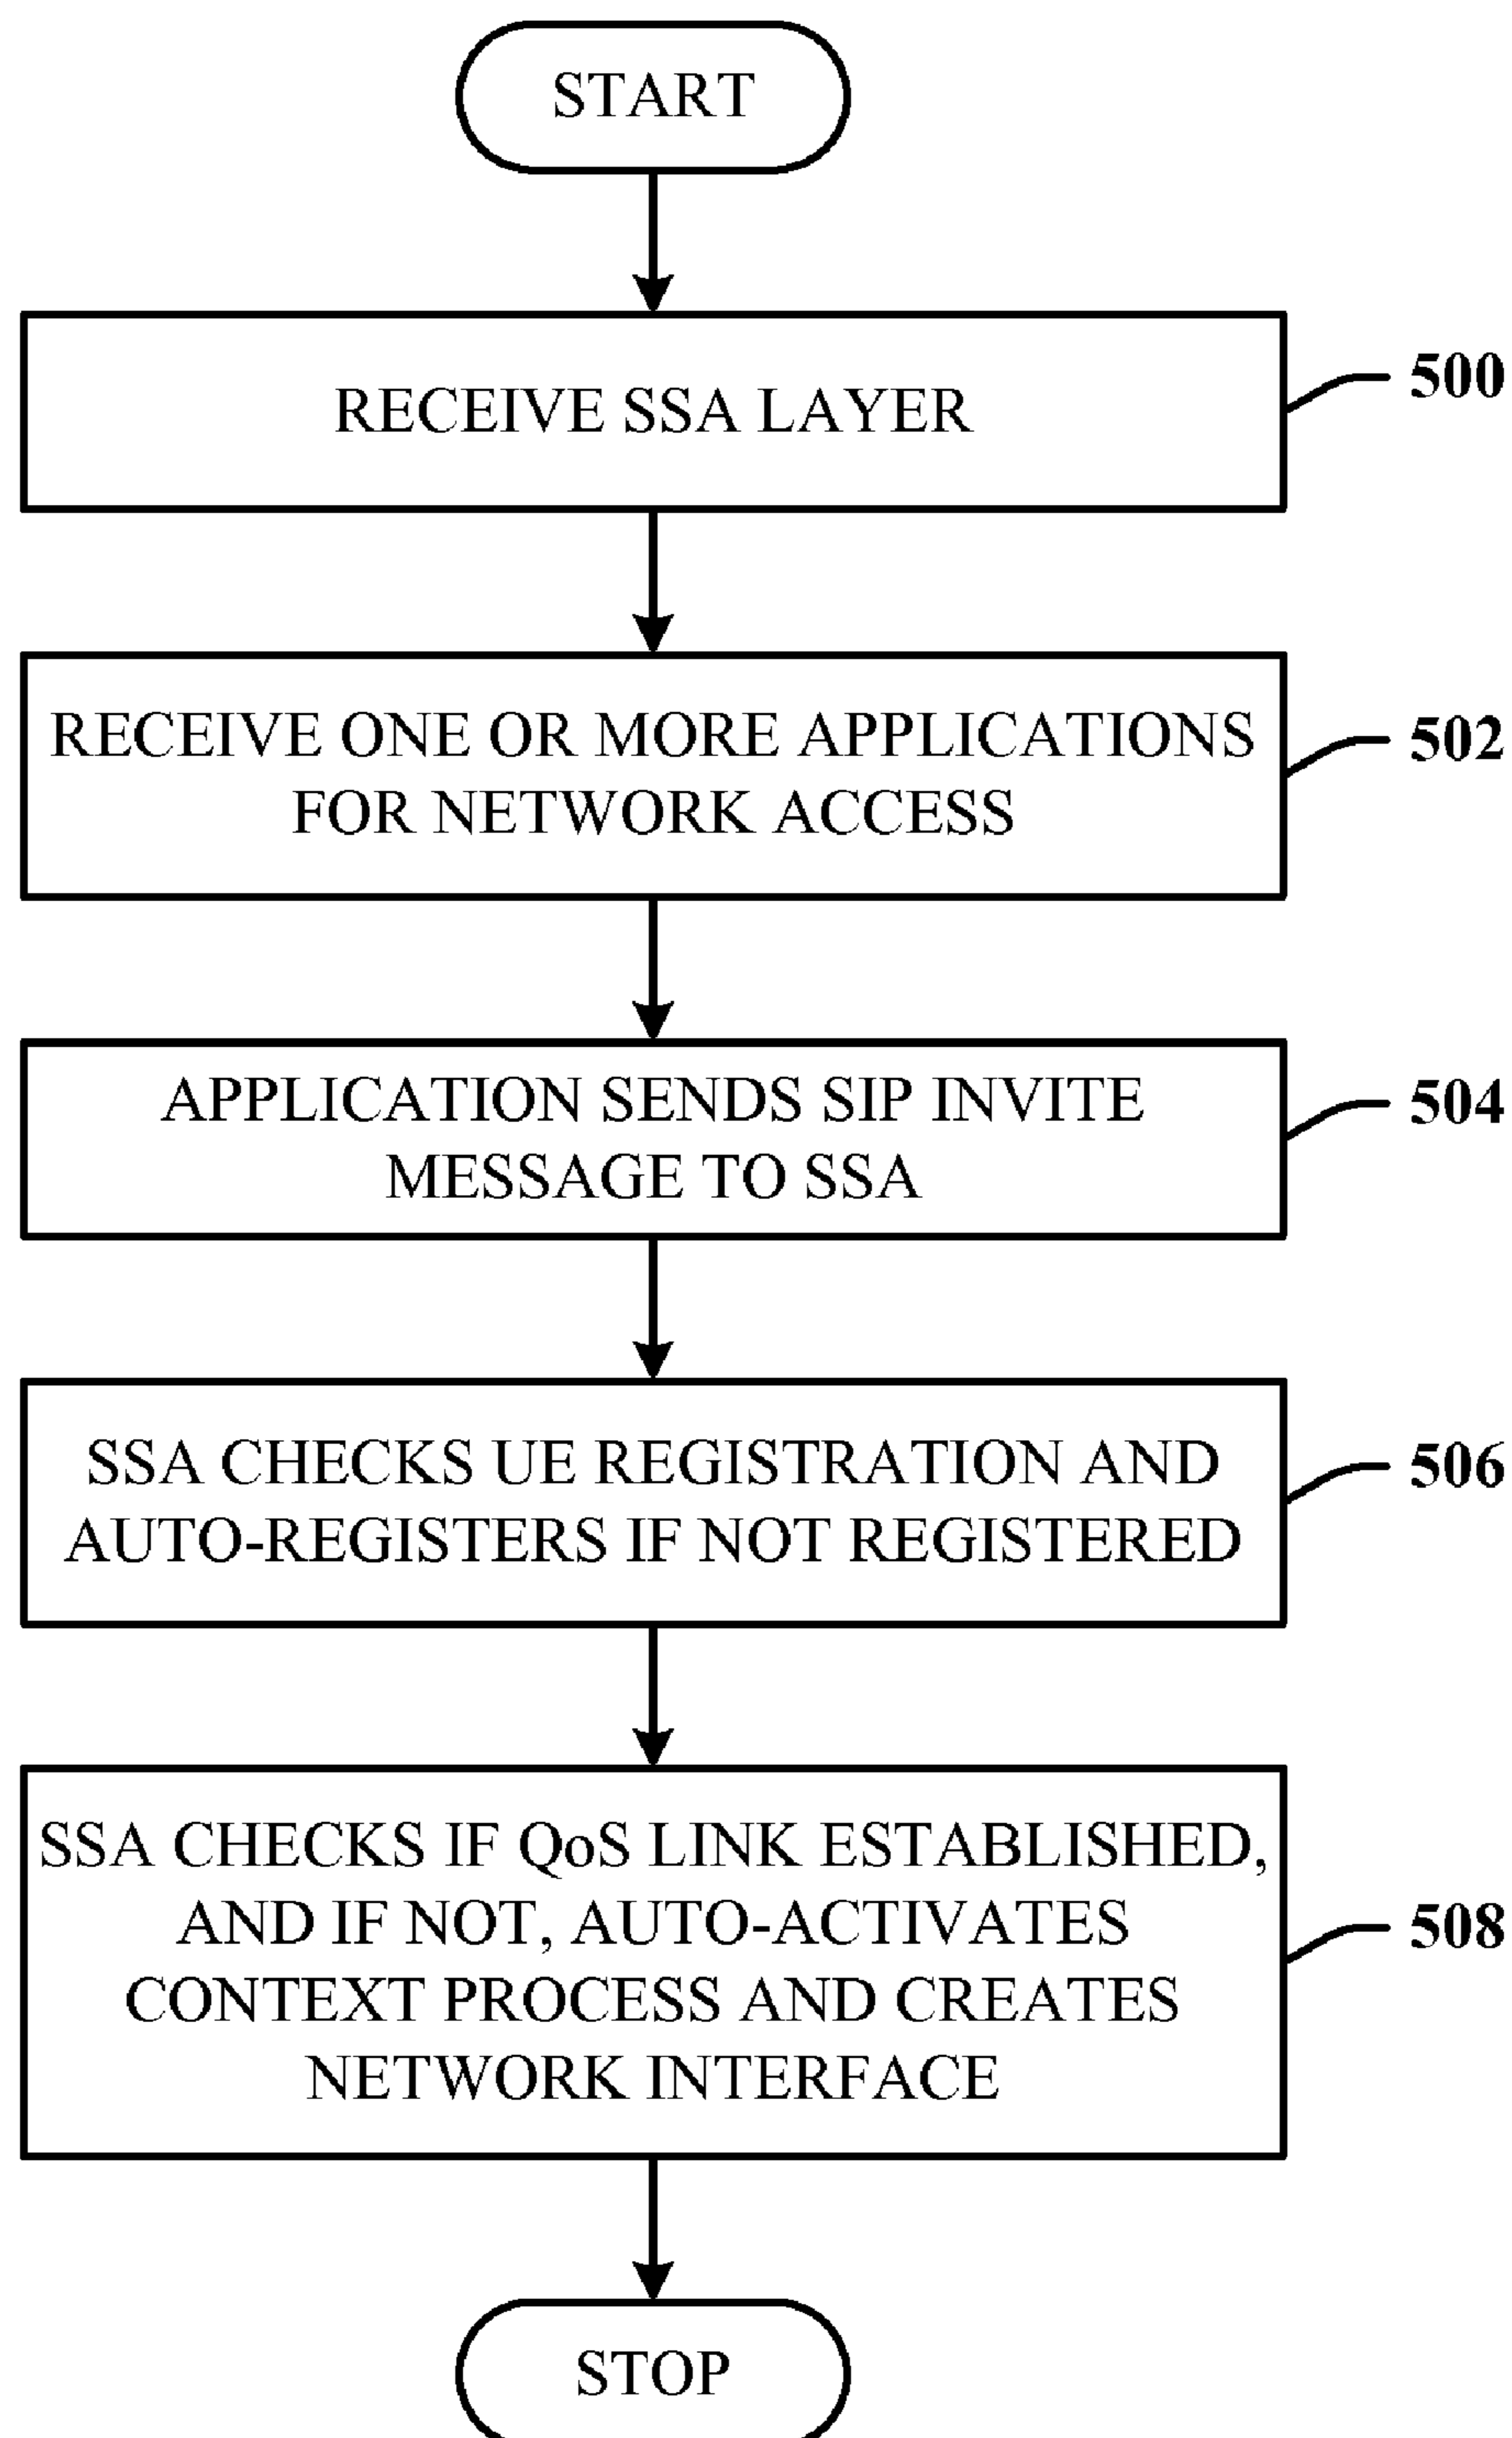 START
RECEIVE SSA LAYER
500
RECEIVE ONE OR MORE APPLICATIONS
FOR NETWORK ACCESS
502
APPLICATION SENDS SIP INVITE
MESSAGE TO SSA
504
SSA CHECKS UE REGISTRATION AND
AUTO-REGISTERS IF NOT REGISTERED
506
SSA CHECKS IF QoS LINK ESTABLISHED,
AND IF NOT, AUTO-ACTIVATES
CONTEXT PROCESS AND CREATES
NETWORK INTERFACE
508
STOP